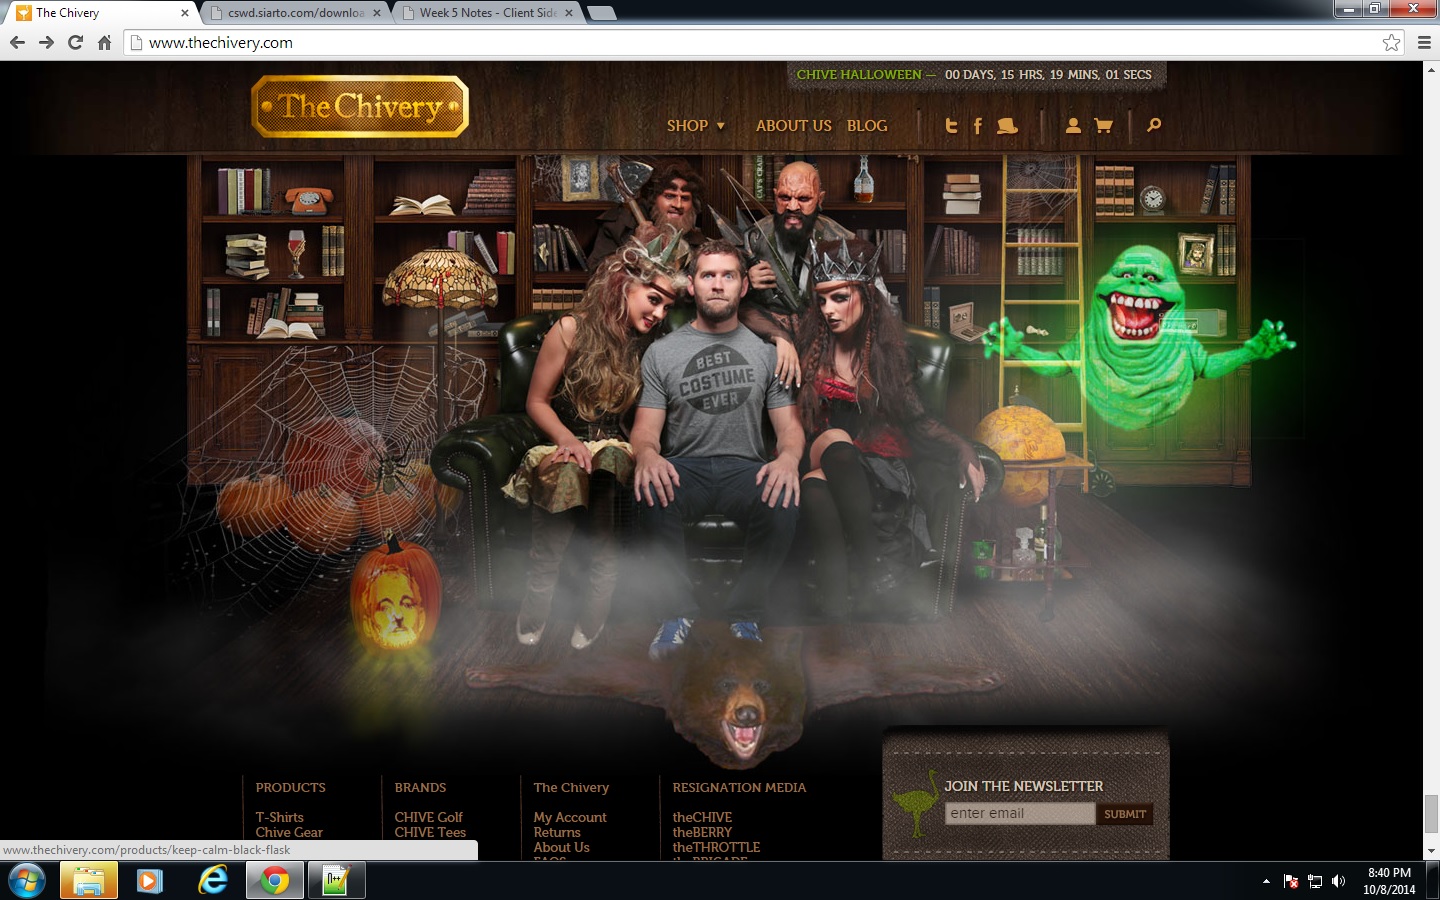 The Chivery
cswd.siarto.com/downloa
Week 5 Notes - Client Side
www.thechivery.com
CHIVE HALLOWEEN — 00 DAYS, 15 HRS, 19 MINS, 01 SECS
The Chivery
SHOP ▼ ABOUT US BLOG
BEST
COSTUME
EVER
JOIN THE NEWSLETTER
enter email SUBMIT
PRODUCTS
T-Shirts
Chive Gear
BRANDS
CHIVE Golf
CHIVE Tees
The Chivery
My Account
Returns
About Us
FAQS
RESIGNATION MEDIA
theCHIVE
theBERRY
theTHROTTLE
theBRIGADE
www.thechivery.com/products/keep-calm-black-flask
8:40 PM
10/8/2014